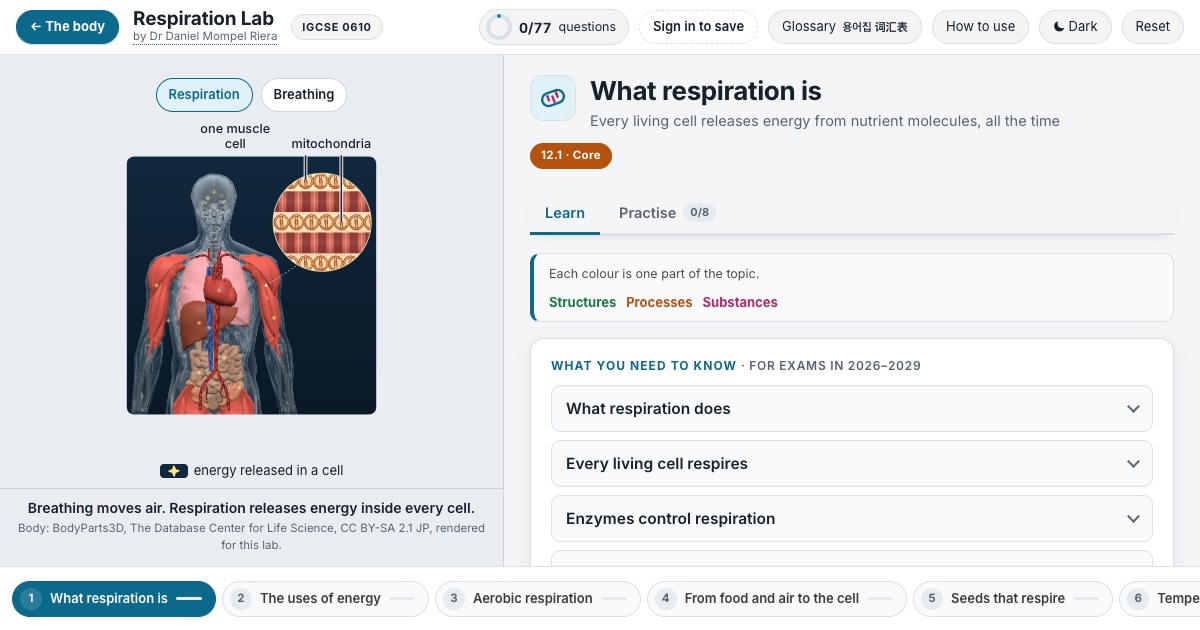 ← The body
Respiration Lab
by Dr Daniel Mompel Riera
IGCSE 0610
0/77 questions
Sign in to save
Glossary 용어집 词汇表
How to use
Dark
Reset
Respiration
Breathing
one muscle
cell
mitochondria
energy released in a cell
Breathing moves air. Respiration releases energy inside every cell.
Body: BodyParts3D, The Database Center for Life Science, CC BY-SA 2.1 JP, rendered
for this lab.
What respiration is
Every living cell releases energy from nutrient molecules, all the time
12.1 · Core
Learn
Practise 0/8
Each colour is one part of the topic.
Structures Processes Substances
WHAT YOU NEED TO KNOW · FOR EXAMS IN 2026–2029
What respiration does
Every living cell respires
Enzymes control respiration
1 What respiration is
2 The uses of energy
3 Aerobic respiration
4 From food and air to the cell
5 Seeds that respire
6